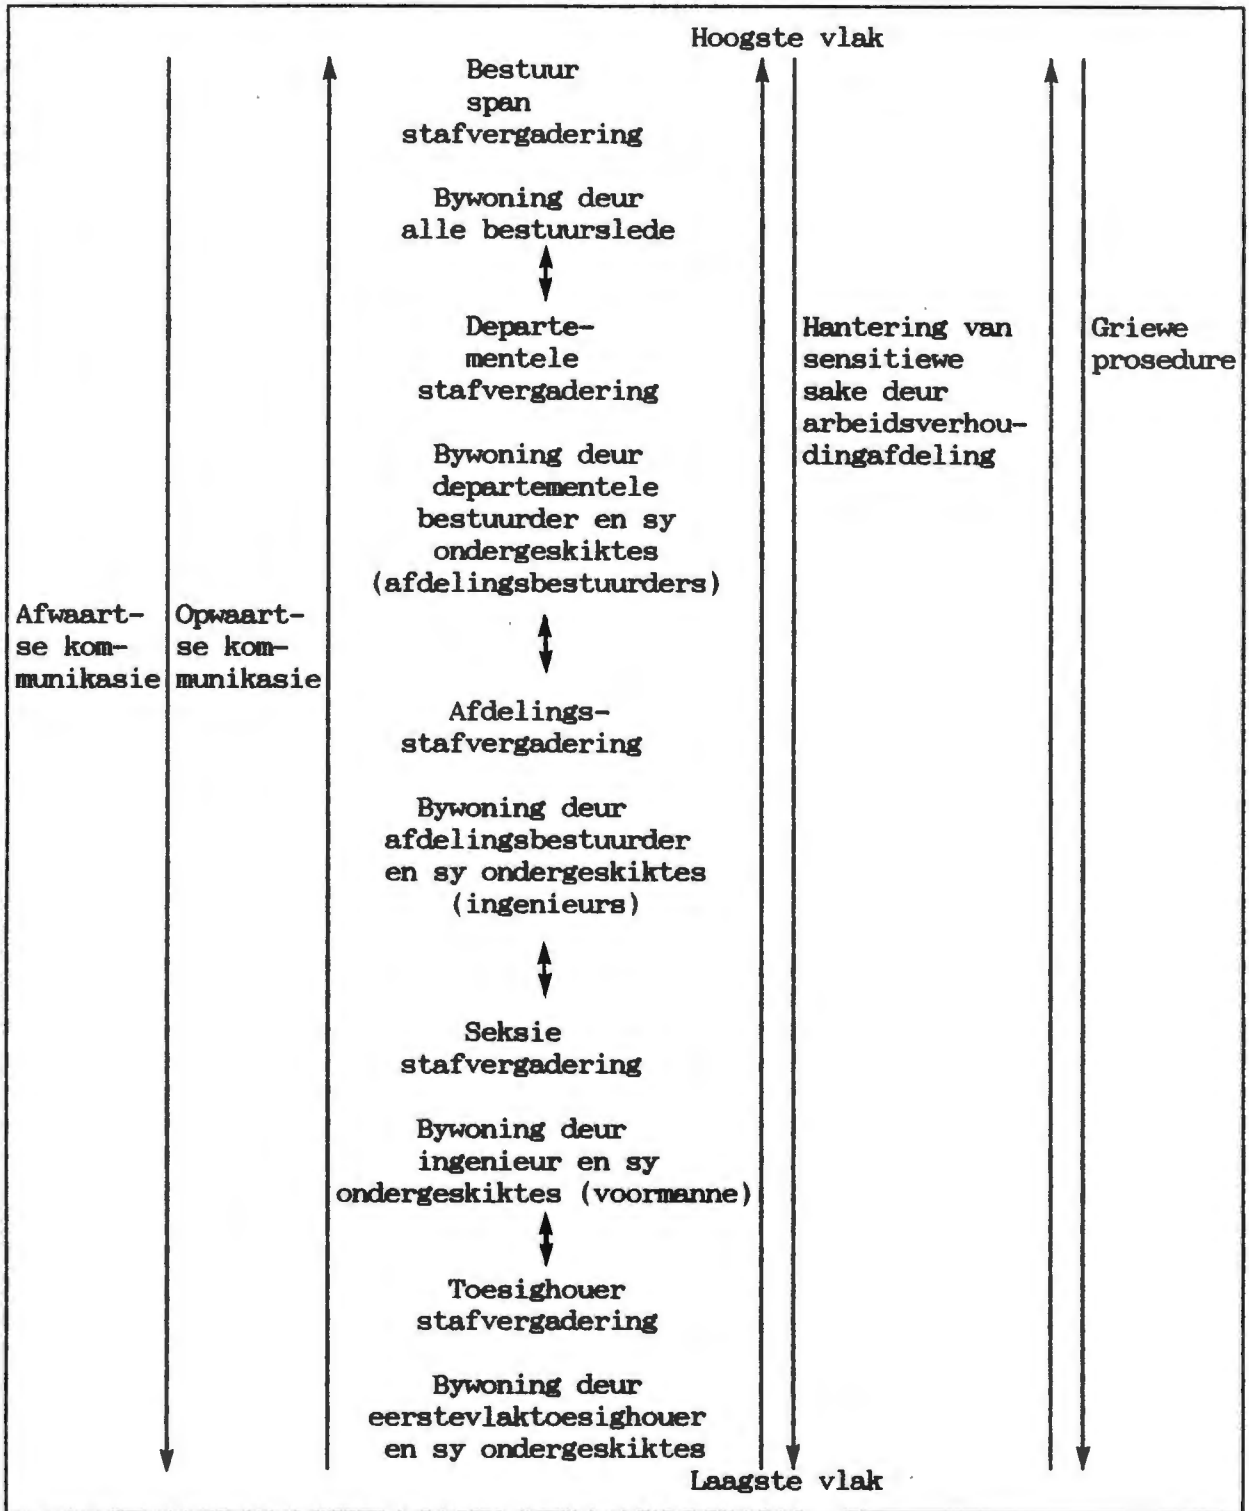 Hoogste vlak
Bestuur
span
stafvergadering
Bywoning deur
alle bestuurslede
Departe-
mentele
stafvergadering
Bywoning deur
departementele
bestuurder en sy
ondergeskiktes
(afdelingsbestuurders)
Afdelings-
stafvergadering
Bywoning deur
afdelingsbestuurder
en sy ondergeskiktes
(ingenieurs)
Seksie
stafvergadering
Bywoning deur
ingenieur en sy
ondergeskiktes (voormanne)
Toesighouer
stafvergadering
Bywoning deur
eerstevlaktoesighouer
en sy ondergeskiktes
Laagste vlak
Afwaart-
se kom-
munikasie
Opwaart-
se kom-
munikasie
Hantering van
sensitiewe
sake deur
arbeidsverhou-
dingafdeling
Griewe
prosedure